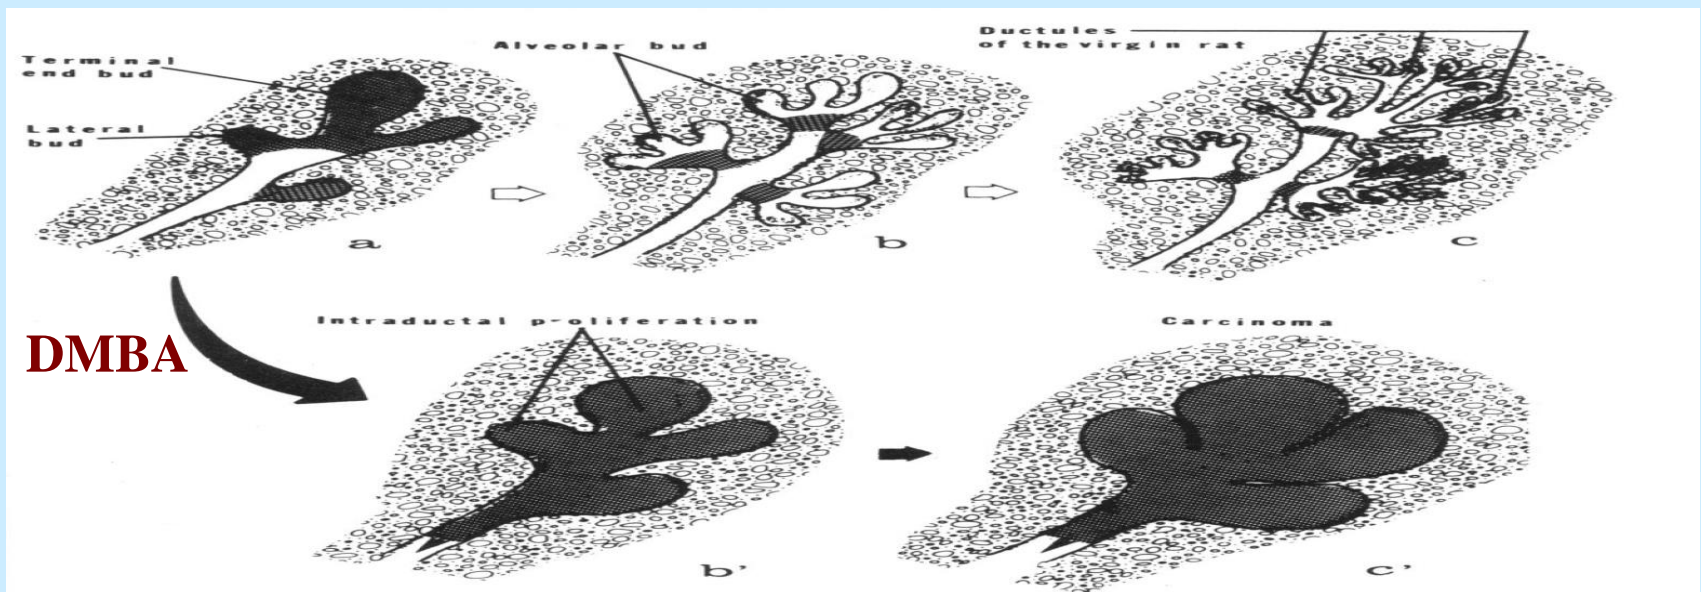 Terminal
end bud
Lateral
bud
a
Alveolar bud
b
Ductules
of the virgin rat
c
DMBA
Intraductal proliferation
b'
Carcinoma
c'